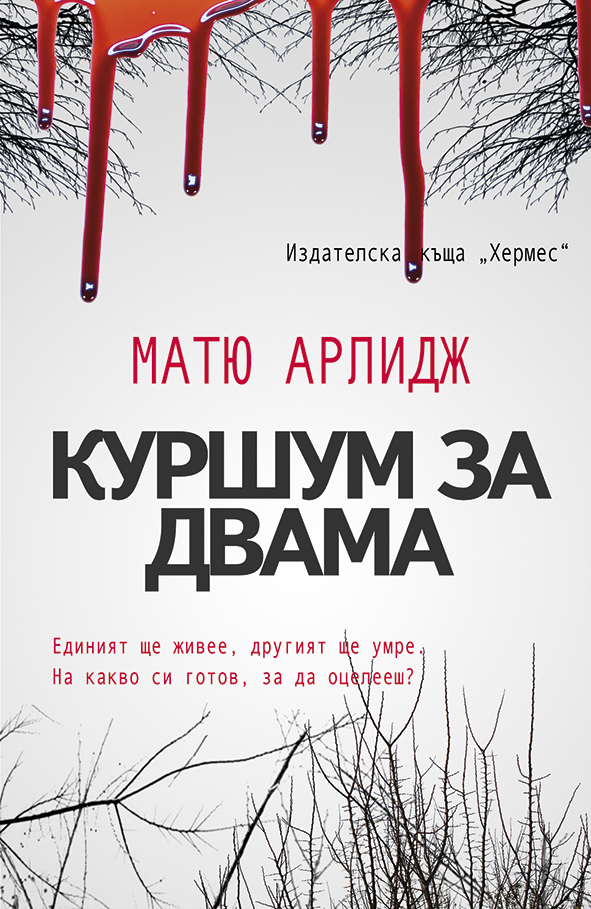 Издателска къща „Хермес“
МАТЮ АРЛИДЖ
КУРШУМ ЗА
ДВАМА
Единият ще живее, другият ще умре.
На какво си готов, за да оцелееш?